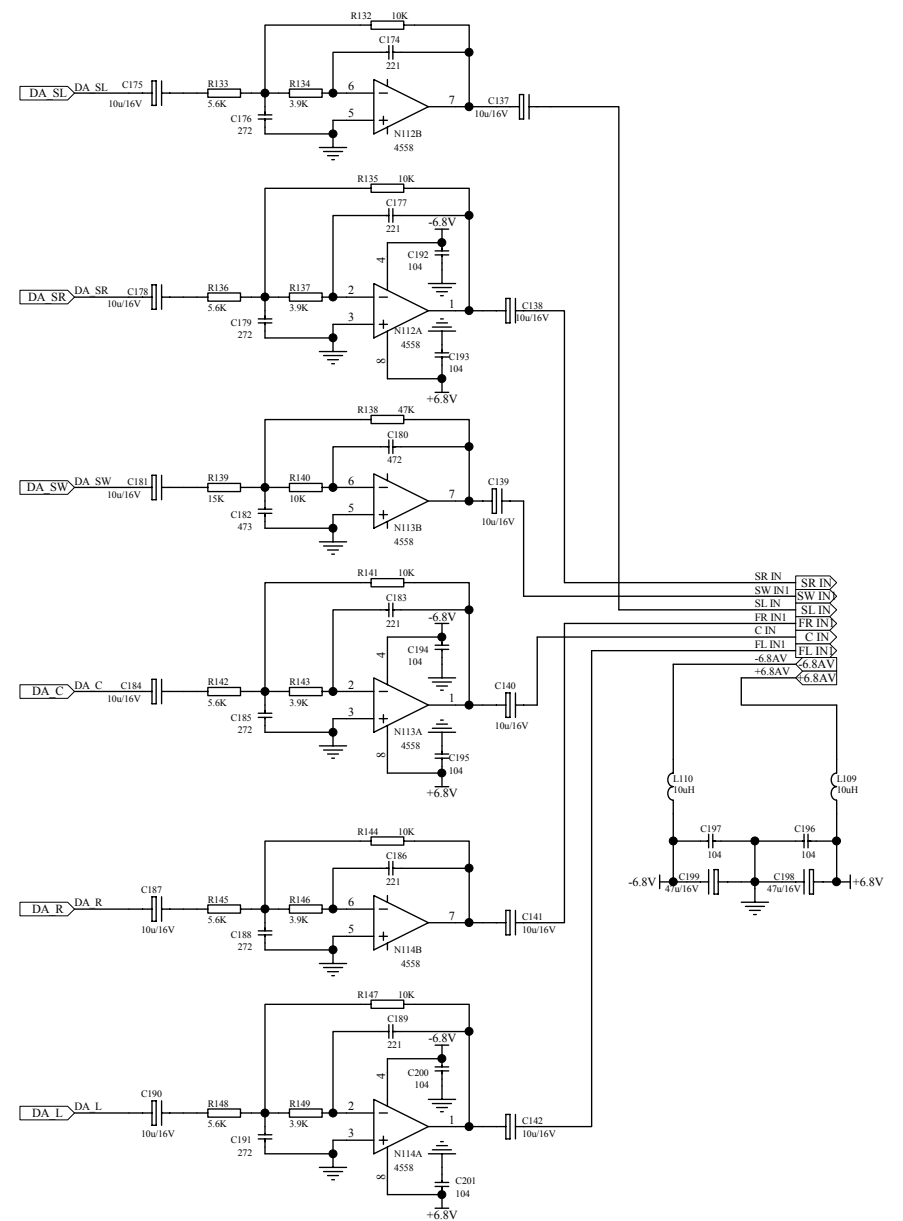 R132 10K
C174
221
DA_SL DA_SL C175 R133 R134 6 7 C137
10u/16V 5.6K 3.9K 10u/16V
C176 5
272 N112B
4558
R135 10K
C177
221 -6.8V
4 C192
104
DA_SR DA_SR C178 R136 R137 2 1 C138
10u/16V 5.6K 3.9K 10u/16V
C179 3 N112A
272 4558
8 C193
104
+6.8V
R138 47K
C180
472
DA_SW DA_SW C181 R139 R140 6 7 C139
10u/16V 15K 10K 10u/16V
C182 5
473 N113B
4558
R141 10K
C183
221 -6.8V
4 C194
104
DA_C DA_C C184 R142 R143 2 1 C140
10u/16V 5.6K 3.9K 10u/16V
C185 3 N113A
272 4558
8 C195
104
+6.8V
R144 10K
C186
221
DA_R DA_R C187 R145 R146 6 7 C141
10u/16V 5.6K 3.9K 10u/16V
C188 5
272 N114B
4558
R147 10K
C189
221 -6.8V
4 C200
104
DA_L DA_L C190 R148 R149 2 1 C142
10u/16V 5.6K 3.9K 10u/16V
C191 3 N114A
272 4558
8 C201
104
+6.8V
SR IN SR IN
SW IN1 SW IN1
SL IN SL IN
FR IN1 FR IN1
C IN C IN
FL IN1 FL IN1
-6.8AV -6.8AV
+6.8AV +6.8AV
L110 L109
10uH 10uH
C197 C196
104 104
-6.8V C199 C198 +6.8V
47u/16V 47u/16V